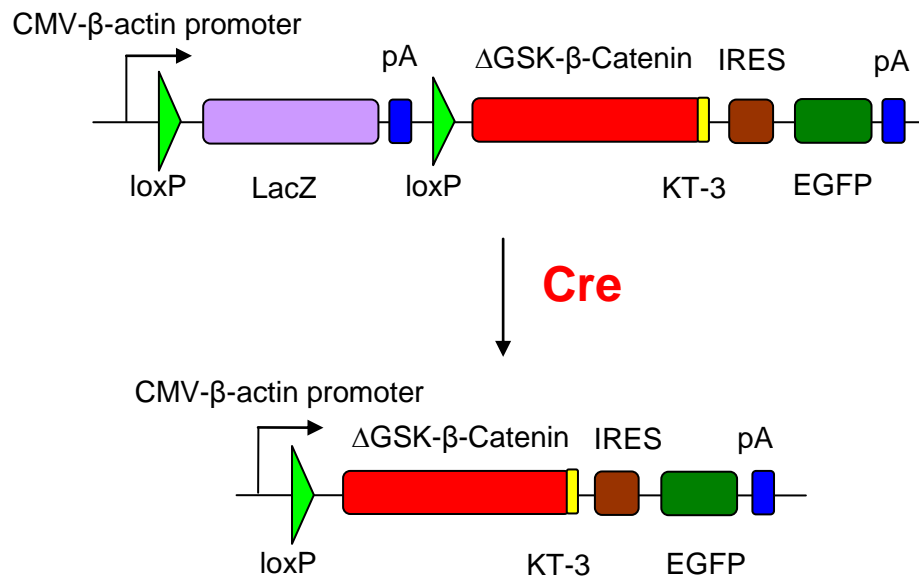 CMV-β-actin promoter
pA
ΔGSK-β-Catenin
IRES
pA
loxP
LacZ
loxP
KT-3
EGFP
Cre
CMV-β-actin promoter
ΔGSK-β-Catenin
IRES
pA
loxP
KT-3
EGFP